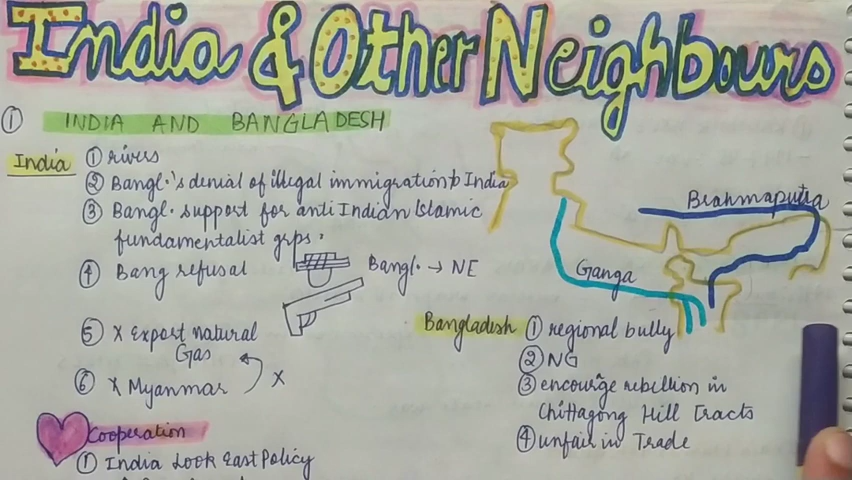 India & Other Neighbours
① INDIA AND BANGLADESH
India
① rivers
② Bangl.'s denial of illegal immigration to India
③ Bangl. support for anti Indian Islamic
fundamentalist grps.
④ Bang refusal
Bangl. → NE
⑤ x Export natural
Gas
⑥ x Myanmar
x
Brahmaputra
Ganga
Bangladesh
① regional bully
② NG
③ encourage rebellion in
Chittagong Hill Tracts
④ unfair in Trade
Cooperation
① India Look East Policy